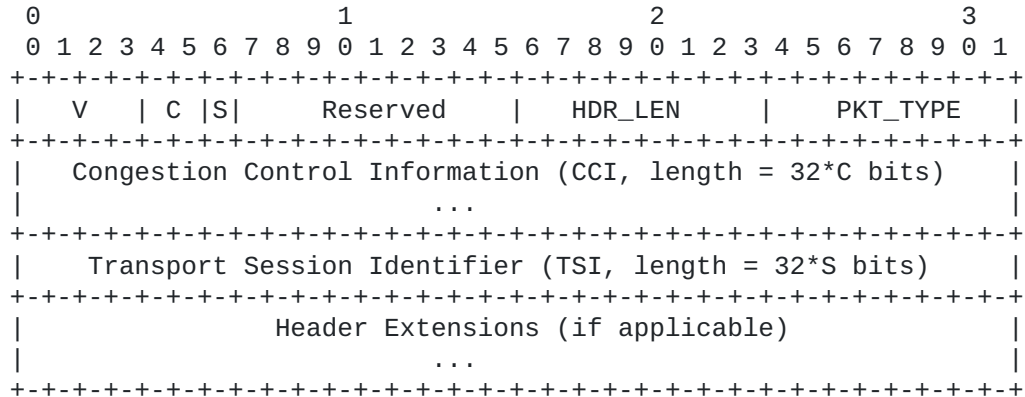 0                   1                   2                   3
 0 1 2 3 4 5 6 7 8 9 0 1 2 3 4 5 6 7 8 9 0 1 2 3 4 5 6 7 8 9 0 1
+-+-+-+-+-+-+-+-+-+-+-+-+-+-+-+-+-+-+-+-+-+-+-+-+-+-+-+-+-+-+-+-+
|   V   | C |S|     Reserved    |   HDR_LEN     |    PKT_TYPE   |
+-+-+-+-+-+-+-+-+-+-+-+-+-+-+-+-+-+-+-+-+-+-+-+-+-+-+-+-+-+-+-+-+
|   Congestion Control Information (CCI, length = 32*C bits)    |
|                          ...                                  |
+-+-+-+-+-+-+-+-+-+-+-+-+-+-+-+-+-+-+-+-+-+-+-+-+-+-+-+-+-+-+-+-+
|    Transport Session Identifier (TSI, length = 32*S bits)     |
+-+-+-+-+-+-+-+-+-+-+-+-+-+-+-+-+-+-+-+-+-+-+-+-+-+-+-+-+-+-+-+-+
|                Header Extensions (if applicable)              |
|                          ...                                  |
+-+-+-+-+-+-+-+-+-+-+-+-+-+-+-+-+-+-+-+-+-+-+-+-+-+-+-+-+-+-+-+-+